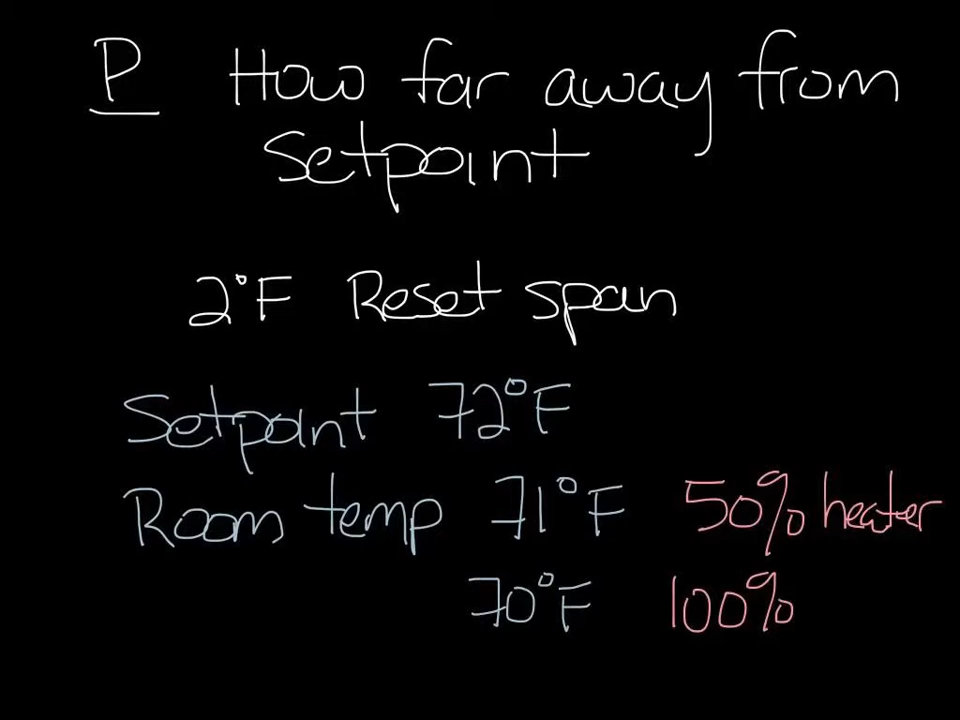 P How far away from
setpoint
2°F Reset span
Setpoint 72°F
Room temp 71°F 50% heater
70°F 100%